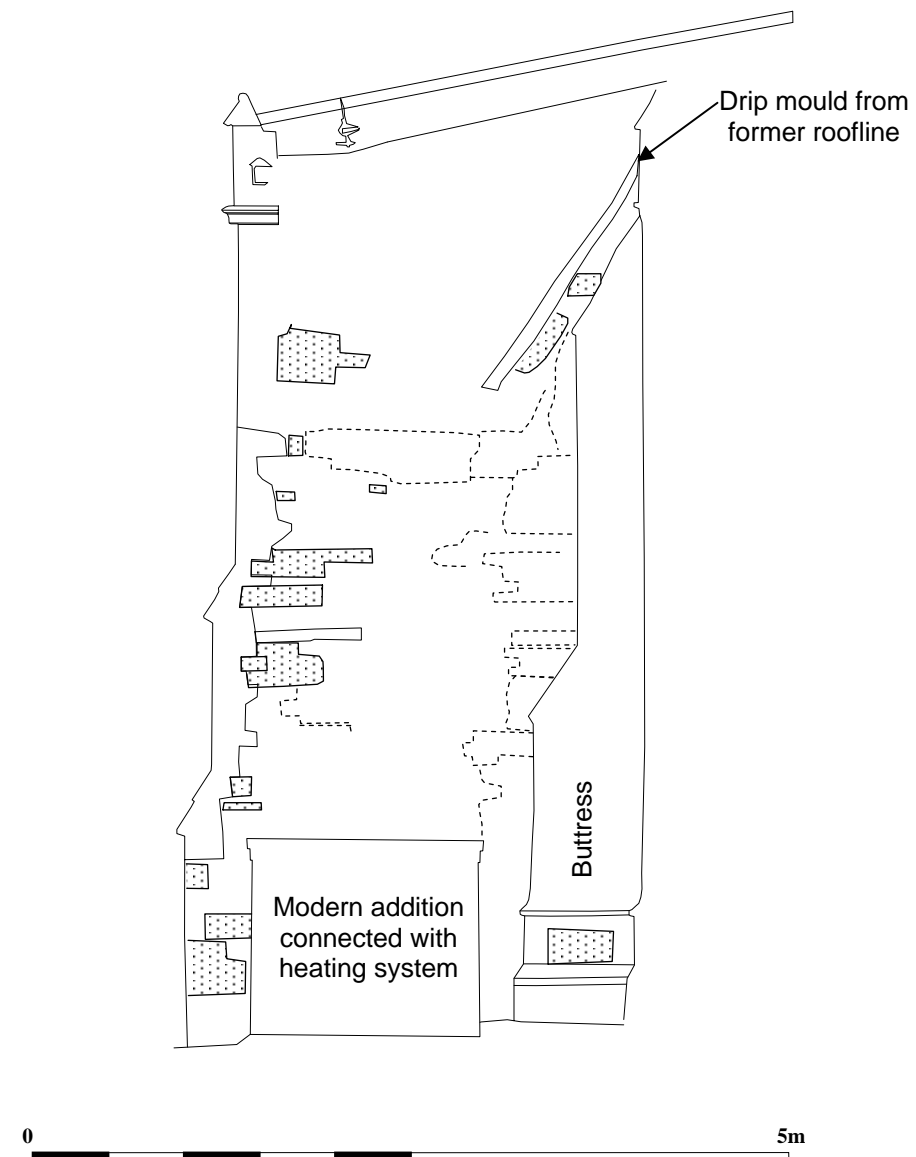 Drip mould from
former roofline
Buttress
Modern addition
connected with
heating system
0 5m